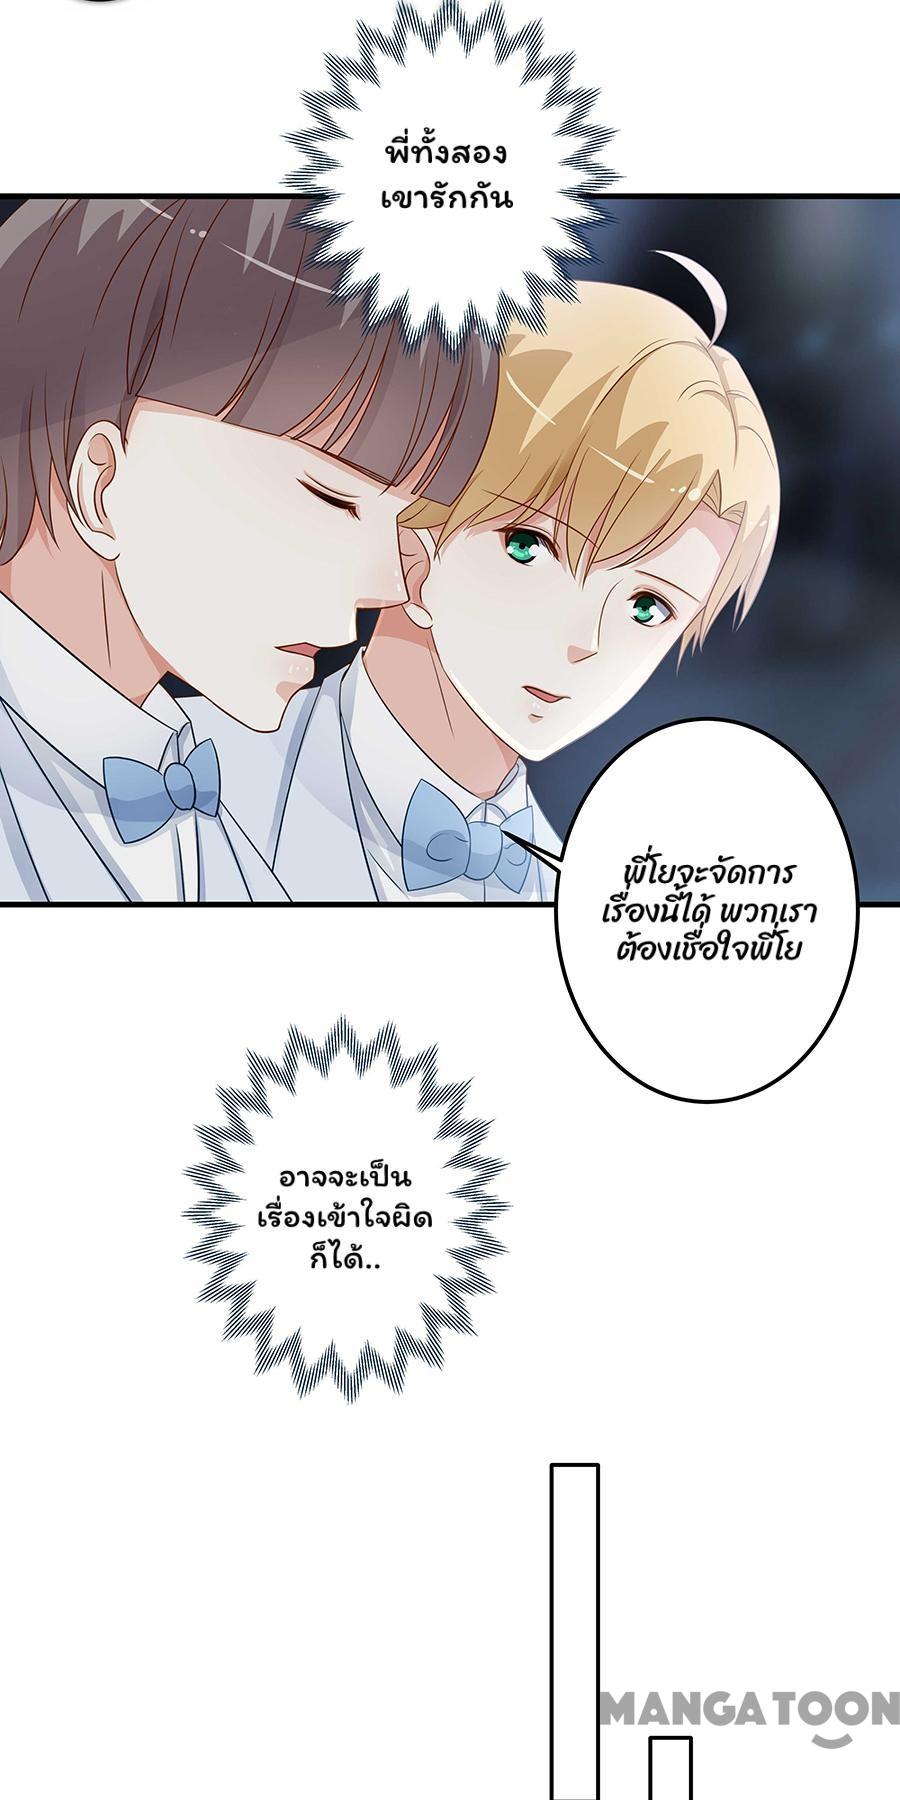 พี่ทั้งสอง
เขารักกัน
พี่โยจะจัดการ
เรื่องนี้ได้ พวกเรา
ต้องเชื่อใจพี่โย
อาจจะเป็น
เรื่องเข้าใจผิด
ก็ได้..
MANGATOON